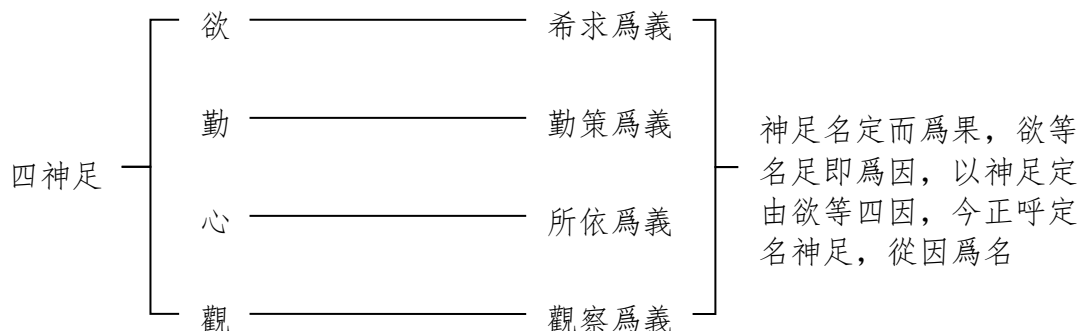 四神足
欲 希求爲義
勤 勤策爲義
心 所依爲義
觀 觀察爲義
神足名定而爲果，欲等
名足即爲因，以神足定
由欲等四因，今正呼定
名神足，從因爲名